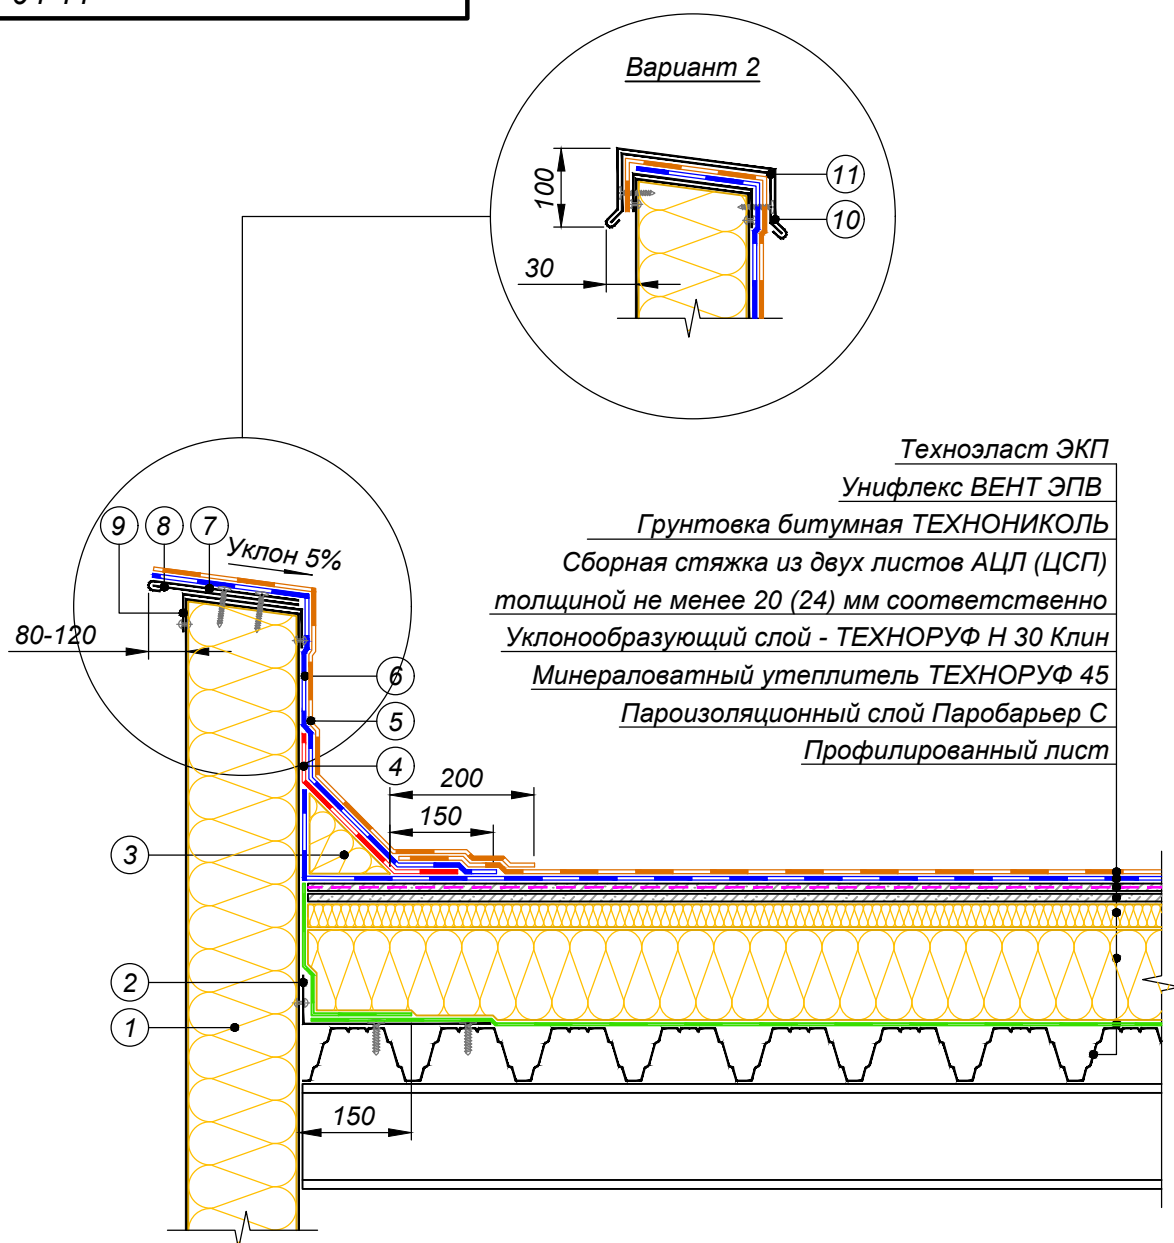 Вариант 2
100
11
10
30
Техноэласт ЭКП
Унифлекс ВЕНТ ЭПВ
Грунтовка битумная ТЕХНОНИКОЛЬ
Сборная стяжка из двух листов АЦЛ (ЦСП)
толщиной не менее 20 (24) мм соответственно
Уклонообразующий слой - ТЕХНОРУФ Н 30 Клин
Минераловатный утеплитель ТЕХНОРУФ 45
Пароизоляционный слой Паробарьер С
Профилированный лист
9 8 7
Уклон 5%
80-120
6
5
4
200
150
3
2
1
150